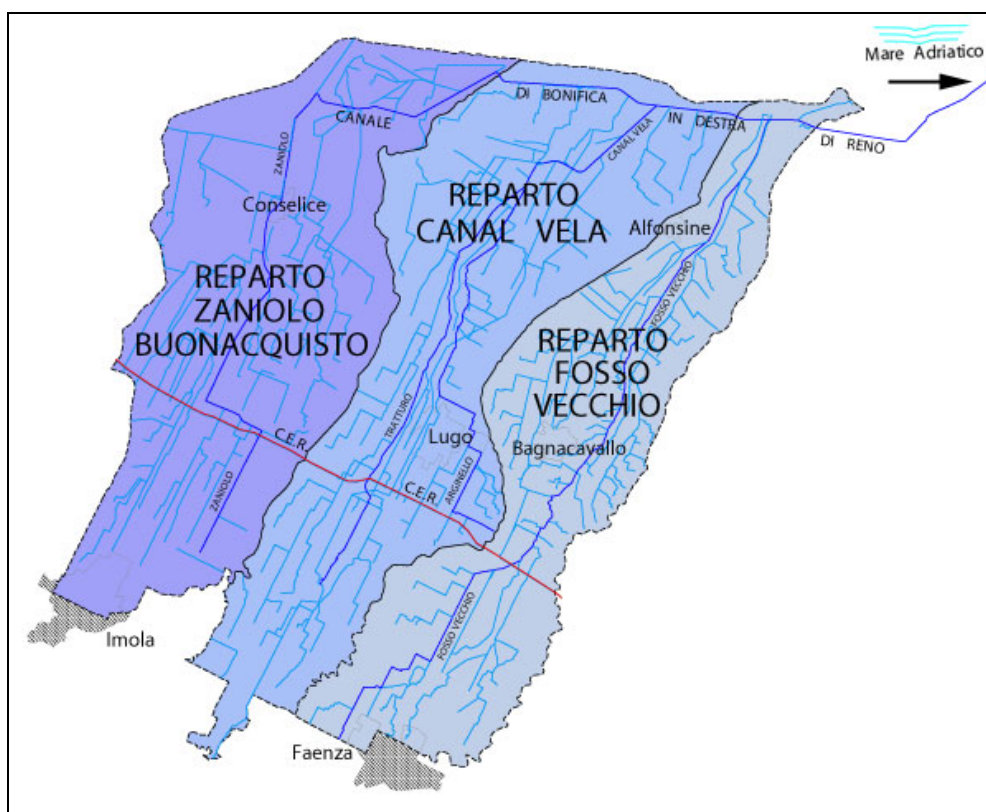 Mare Adriatico
DI BONIFICA
IN DESTRA
DI RENO
CANALE
CANAL VELA
ZANIOLO
Conselice
REPARTO
CANAL VELA
Alfonsine
REPARTO
ZANIOLO
BUONACQUISTO
FOSSO VECCHIO
REPARTO
FOSSO
VECCHIO
TRATTURO
Lugo
Bagnacavallo
C.E.R.
ARGINELLO
C.E.R.
ZANIOLO
FOSSO VECCHIO
Imola
Faenza